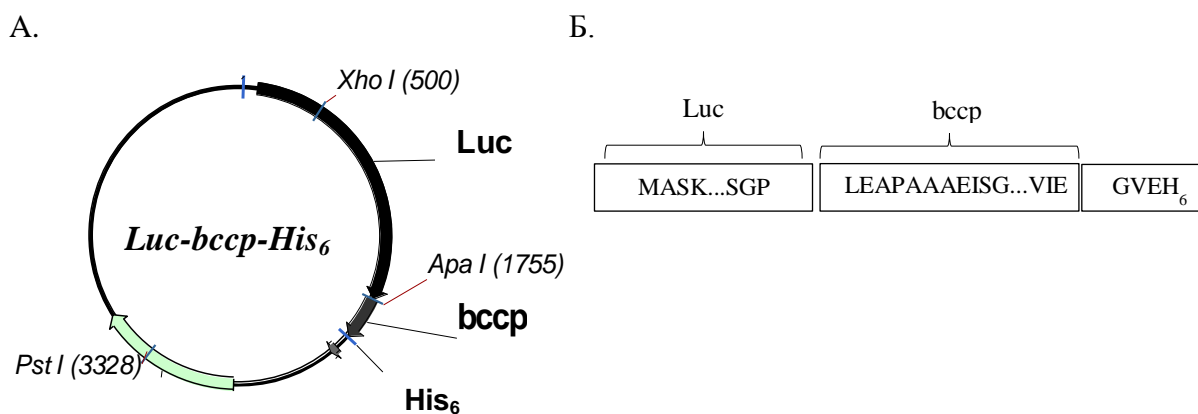 А.
Xho I (500)
Luc
Luc-bccp-His6
Apa I (1755)
bccp
Pst I (3328)
His6
Б.
Luc
bccp
MASK...SGP
LEAPAAAEISG...VIE
GVEH6